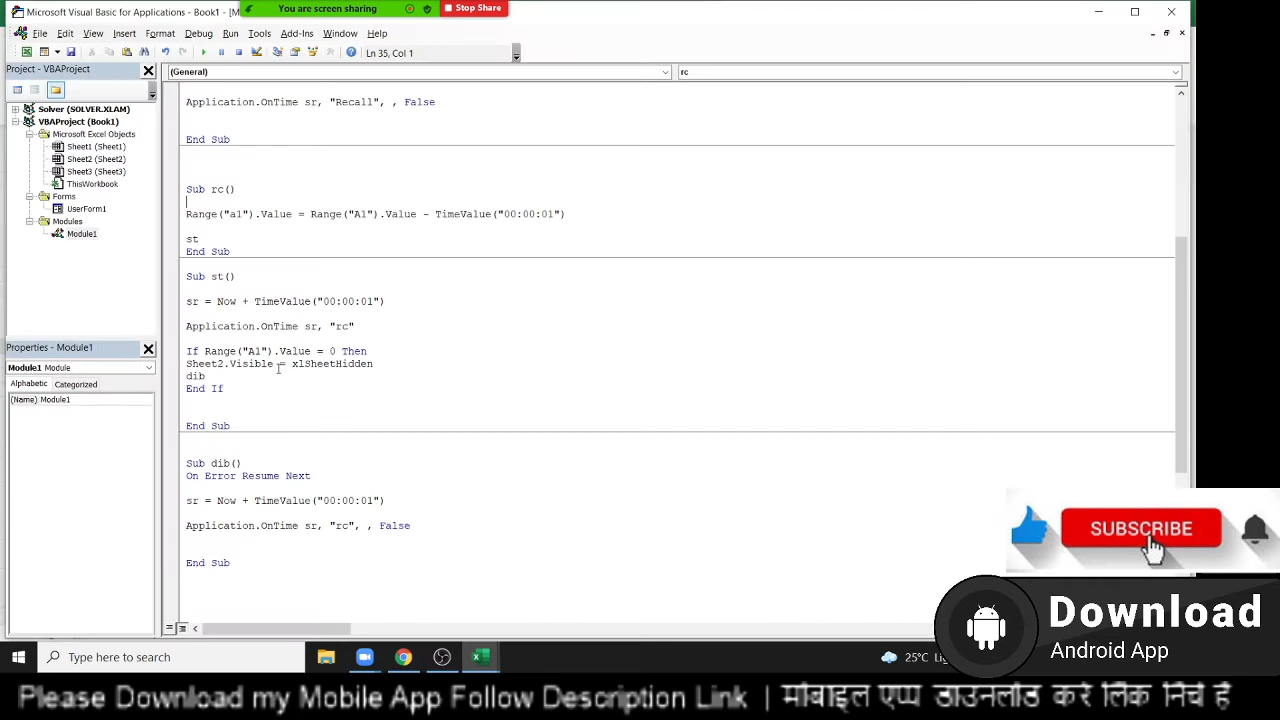 Microsoft Visual Basic for Applications - Book1 - [M
You are screen sharing
Stop Share
File Edit View Insert Format Debug Run Tools Add-Ins Window Help
Ln 35, Col 1
Project - VBAProject
(General)
rc
Solver (SOLVER.XLAM)
VBAProject (Book1)
Microsoft Excel Objects
Sheet1 (Sheet1)
Sheet2 (Sheet2)
Sheet3 (Sheet3)
ThisWorkbook
Forms
UserForm1
Modules
Module1
Properties - Module1
Module1 Module
Alphabetic Categorized
(Name) Module1
Application.OnTime sr, "Recall", , False
End Sub
Sub rc()
Range("a1").Value = Range("A1").Value - TimeValue("00:00:01")
st
End Sub
Sub st()
sr = Now + TimeValue("00:00:01")
Application.OnTime sr, "rc"
If Range("A1").Value = 0 Then
Sheet2.Visible = xlSheetHidden
dib
End If
End Sub
Sub dib()
On Error Resume Next
sr = Now + TimeValue("00:00:01")
Application.OnTime sr, "rc", , False
End Sub
SUBSCRIBE
Download
Android App
Type here to search
25°C
Please Download my Mobile App Follow Description Link | मोबाइल एप्प डाउनलोड करे लिंक निचे है